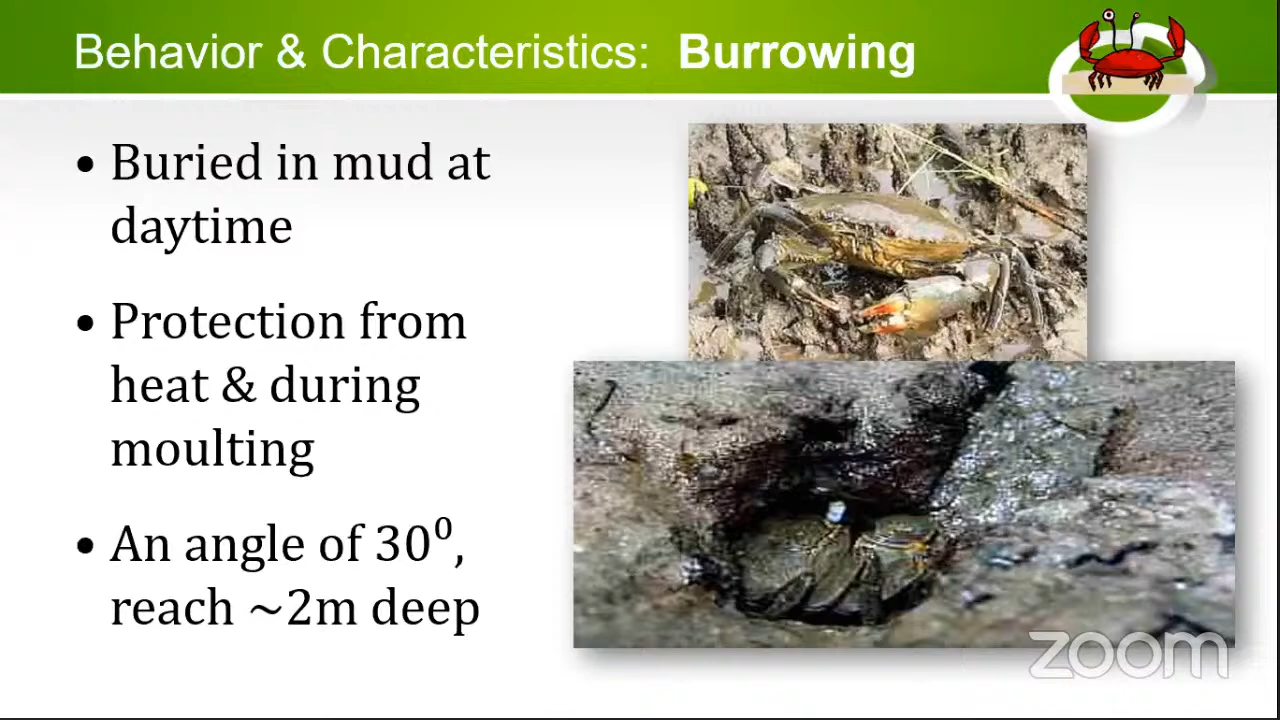 Behavior & Characteristics: Burrowing
• Buried in mud at
daytime
• Protection from
heat & during
moulting
• An angle of 30⁰,
reach ~2m deep
zoom